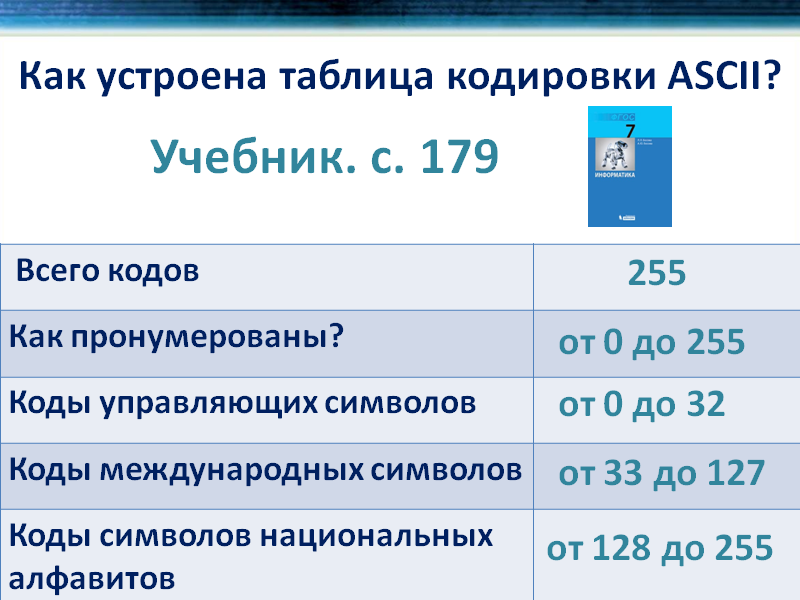 Как устроена таблица кодировки ASCII?
Учебник. с. 179
ФГОС
7
ИНФОРМАТИКА
Всего кодов
255
Как пронумерованы?
от 0 до 255
Коды управляющих символов
от 0 до 32
Коды международных символов
от 33 до 127
Коды символов национальных
алфавитов
от 128 до 255